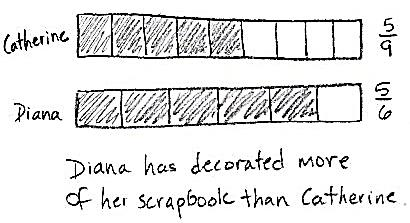 Catherine 5/9
Diana 5/6
Diana has decorated more
of her scrapbook than Catherine.